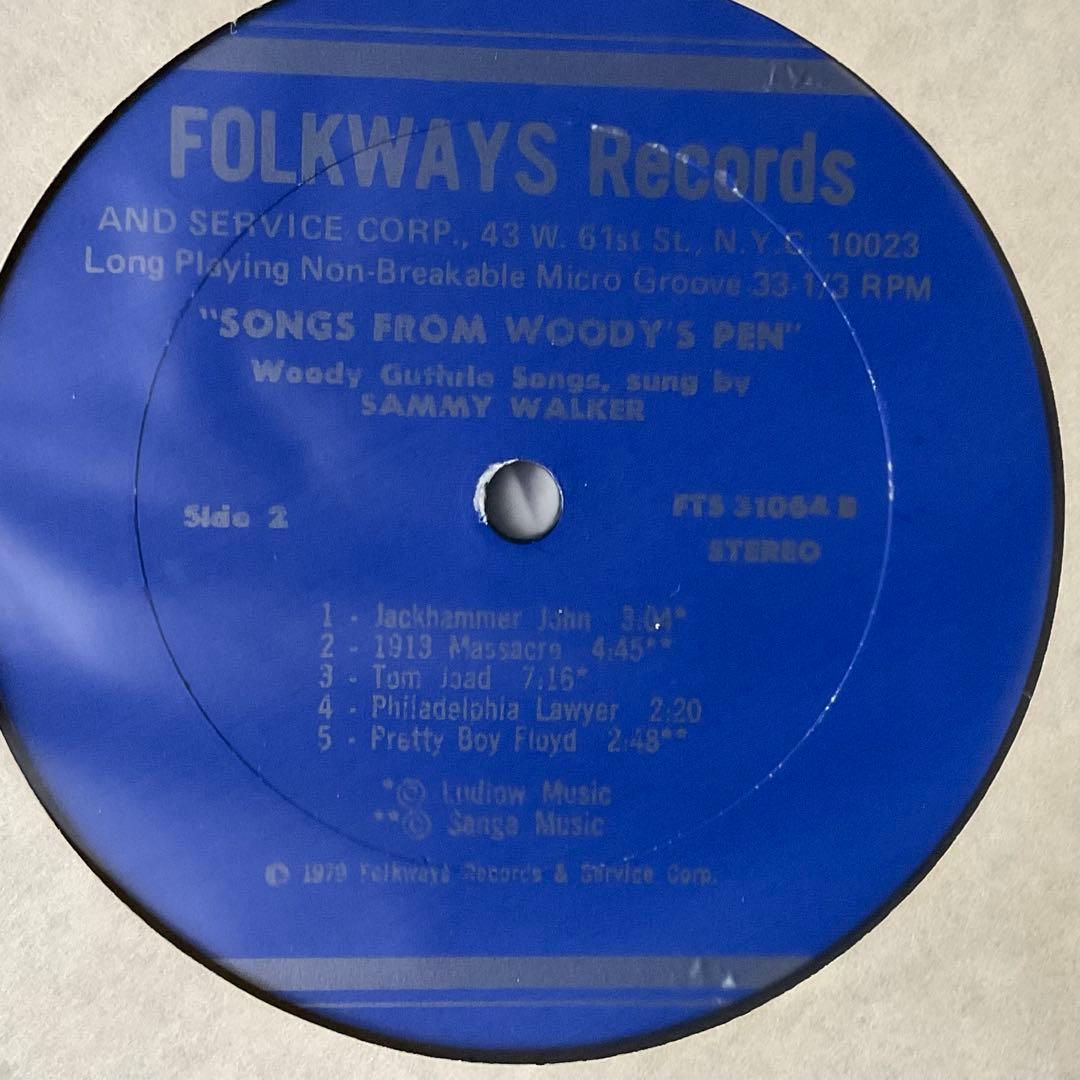 FOLKWAYS Records
AND SERVICE CORP., 43 W. 61st St., N.Y.C. 10023
Long Playing Non-Breakable Micro Groove 33-1/3 RPM
"SONGS FROM WOODY'S PEN"
Woody Guthrie Songs, sung by
SAMMY WALKER
Side 2
FTS 31064 B
STEREO
1 - Jackhammer John 3:04*
2 - 1913 Massacre 4:45**
3 - Tom Joad 7:16*
4 - Philadelphia Lawyer 2:20
5 - Pretty Boy Floyd 2:48**
*© Ludlow Music
**© Sanga Music
℗ 1979 Folkways Records & Service Corp.